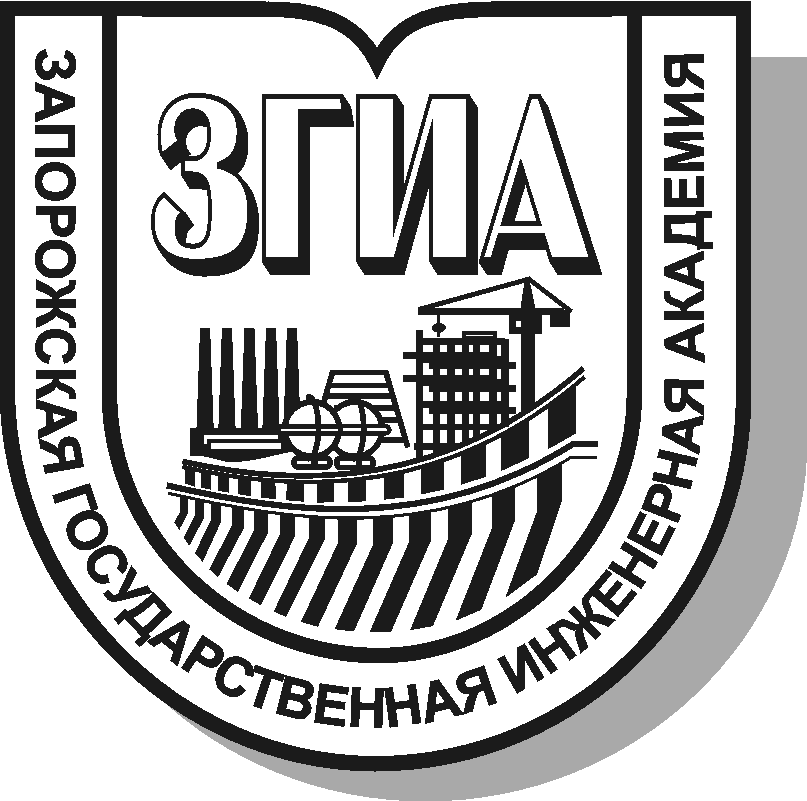 ЗГИА
ЗАПОРОЖСКАЯ ГОСУДАРСТВЕННАЯ ИНЖЕНЕРНАЯ АКАДЕМИЯ